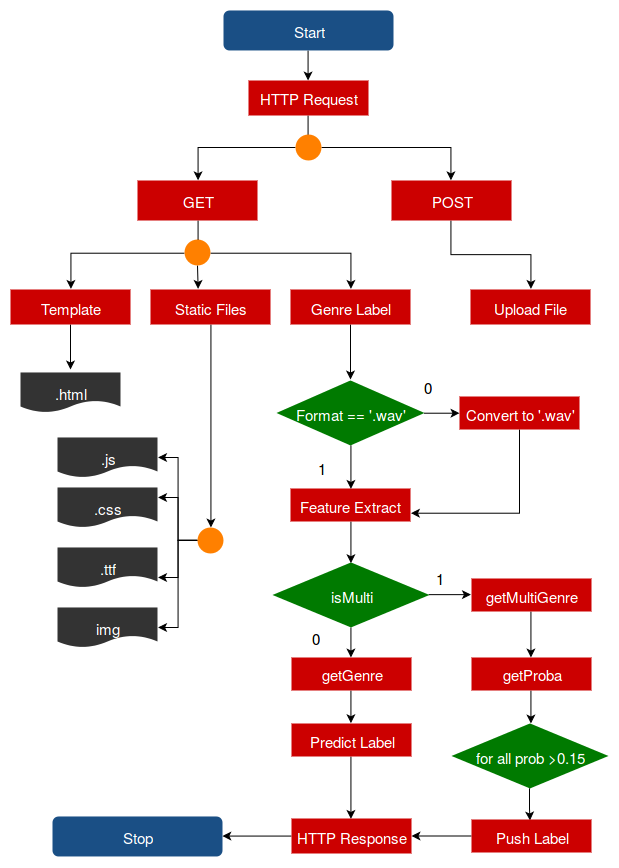 Start
HTTP Request
GET
POST
Template
Static Files
Genre Label
Upload File
.html
Format == '.wav'
0
Convert to '.wav'
.js
1
.css
Feature Extract
.ttf
isMulti
1
getMultiGenre
img
0
getGenre
getProba
Predict Label
for all prob >0.15
Stop
HTTP Response
Push Label